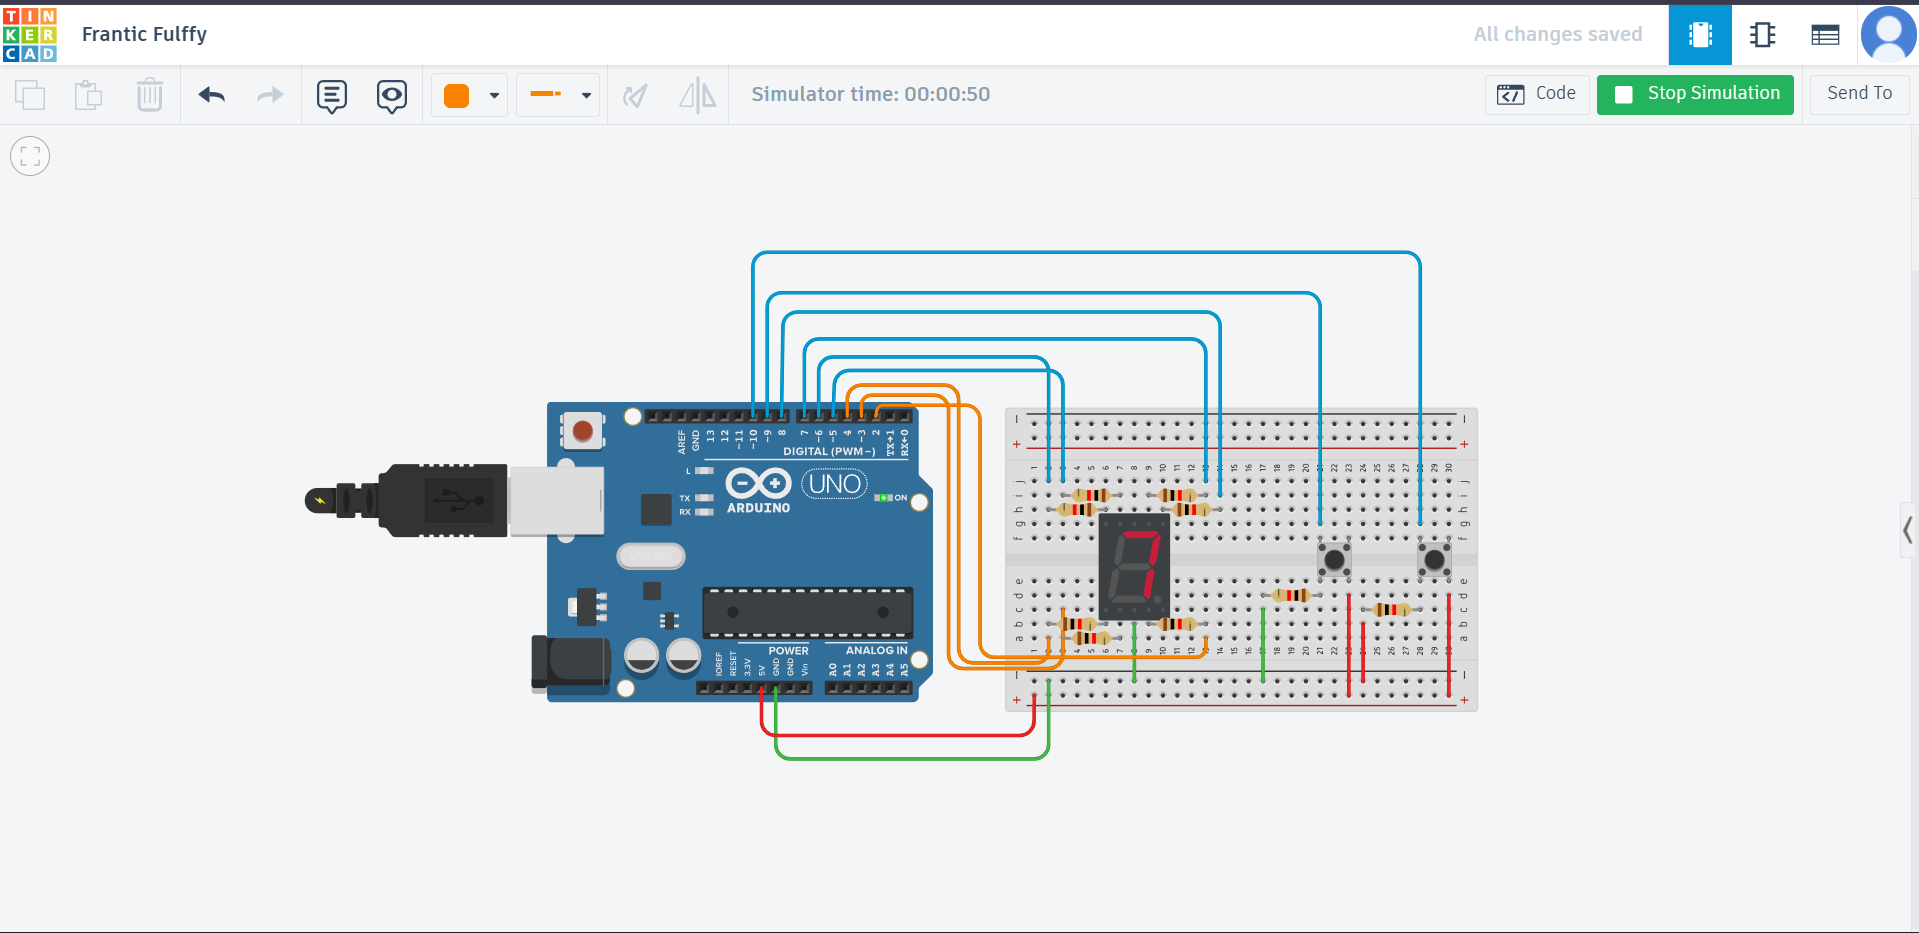 TIN
KER
CAD
Frantic Fulffy
All changes saved
Simulator time: 00:00:50
Code
Stop Simulation
Send To
AREF
GND
13
12
~11
~10
~9
8
7
~6
~5
4
~3
2
TX→1
RX←0
DIGITAL (PWM~)
L
TX
RX
ARDUINO
UNO
ON
IOREF
RESET
3.3V
5V
GND
GND
Vin
POWER
ANALOG IN
A0
A1
A2
A3
A4
A5